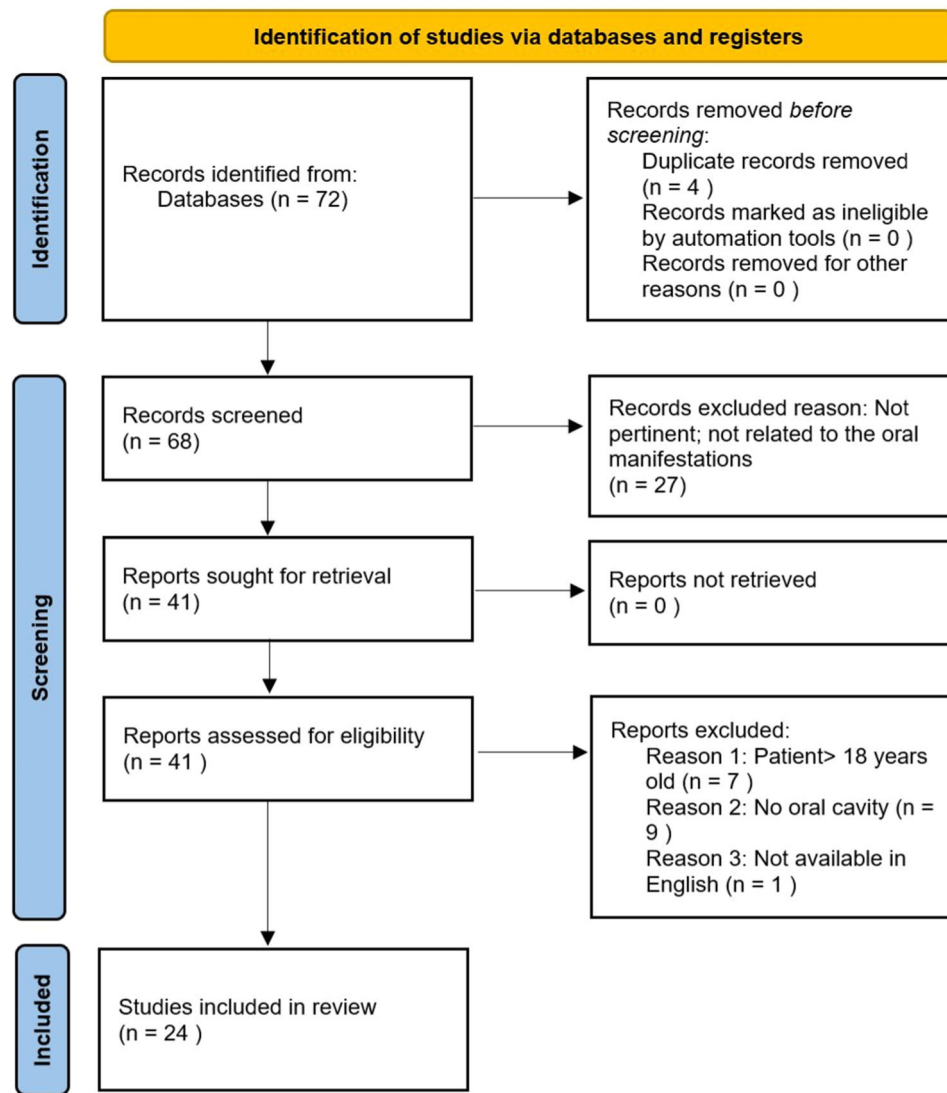 Identification of studies via databases and registers
Identification
Records identified from:
Databases (n = 72)
Records removed before
screening:
Duplicate records removed
(n = 4 )
Records marked as ineligible
by automation tools (n = 0 )
Records removed for other
reasons (n = 0 )
Screening
Records screened
(n = 68)
Records excluded reason: Not
pertinent; not related to the oral
manifestations
(n = 27)
Reports sought for retrieval
(n = 41)
Reports not retrieved
(n = 0 )
Reports assessed for eligibility
(n = 41 )
Reports excluded:
Reason 1: Patient> 18 years
old (n = 7 )
Reason 2: No oral cavity (n =
9 )
Reason 3: Not available in
English (n = 1 )
Included
Studies included in review
(n = 24 )